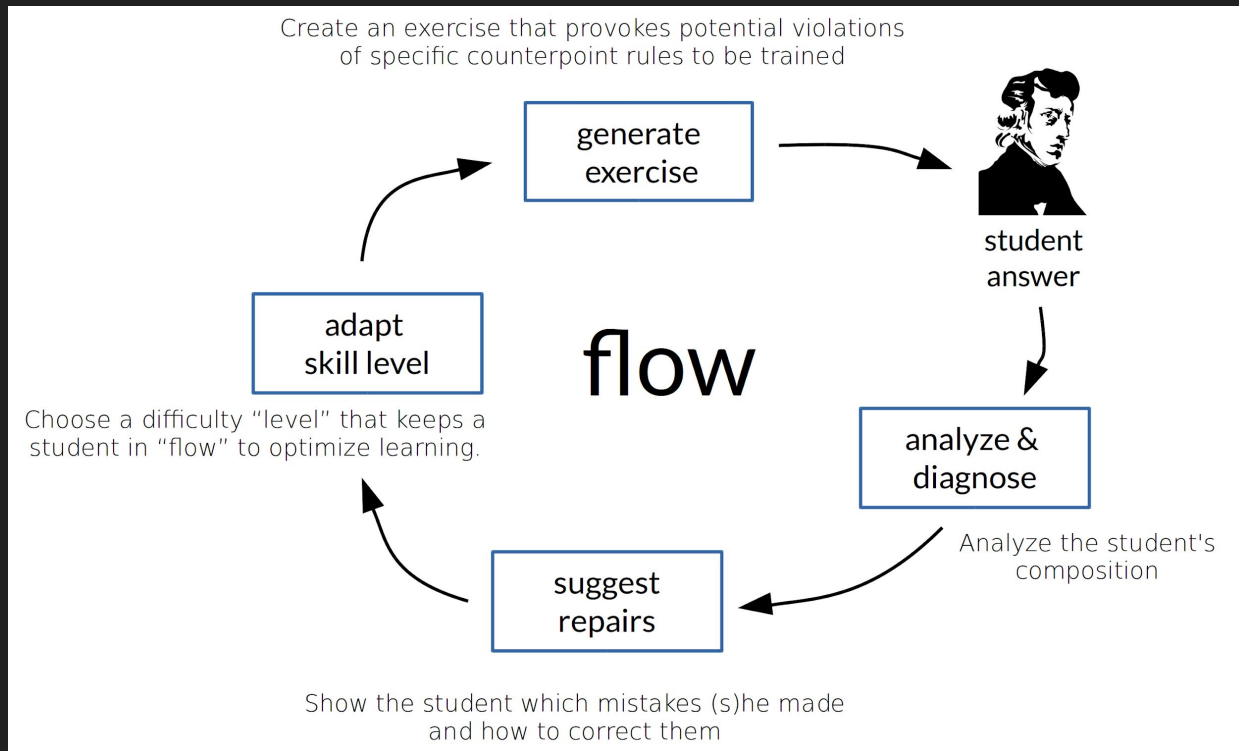 Create an exercise that provokes potential violations
of specific counterpoint rules to be trained
generate
exercise
student
answer
adapt
skill level
flow
Choose a difficulty “level” that keeps a
student in “flow” to optimize learning.
analyze &
diagnose
Analyze the student's
composition
suggest
repairs
Show the student which mistakes (s)he made
and how to correct them